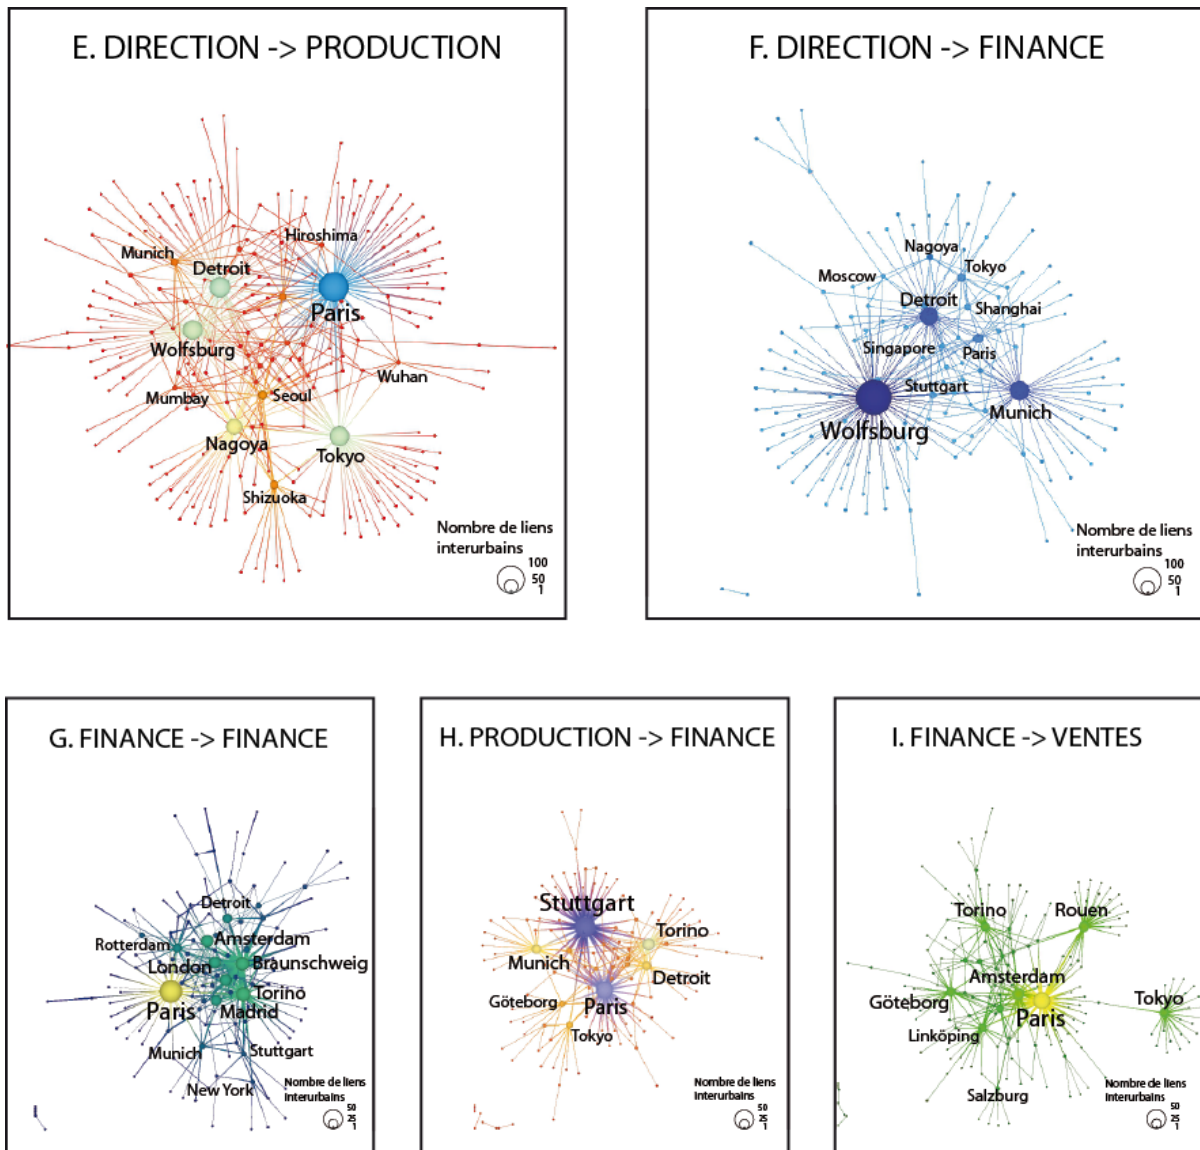 E. DIRECTION -> PRODUCTION
Hiroshima
Munich
Detroit
Paris
Wolfsburg
Wuhan
Mumbay
Seoul
Nagoya
Tokyo
Shizuoka
Nombre de liens
interurbains
100
50
1
F. DIRECTION -> FINANCE
Nagoya
Tokyo
Moscow
Detroit
Shanghai
Singapore
Paris
Stuttgart
Munich
Wolfsburg
Nombre de liens
interurbains
100
50
1
G. FINANCE -> FINANCE
Detroit
Amsterdam
Rotterdam
London
Braunschweig
Torino
Paris
Madrid
Munich
Stuttgart
New York
Nombre de liens
interurbains
50
25
1
H. PRODUCTION -> FINANCE
Stuttgart
Torino
Munich
Detroit
Göteborg
Paris
Tokyo
Nombre de liens
interurbains
50
25
1
I. FINANCE -> VENTES
Torino
Rouen
Amsterdam
Göteborg
Tokyo
Paris
Linköping
Salzburg
Nombre de liens
interurbains
50
25
1